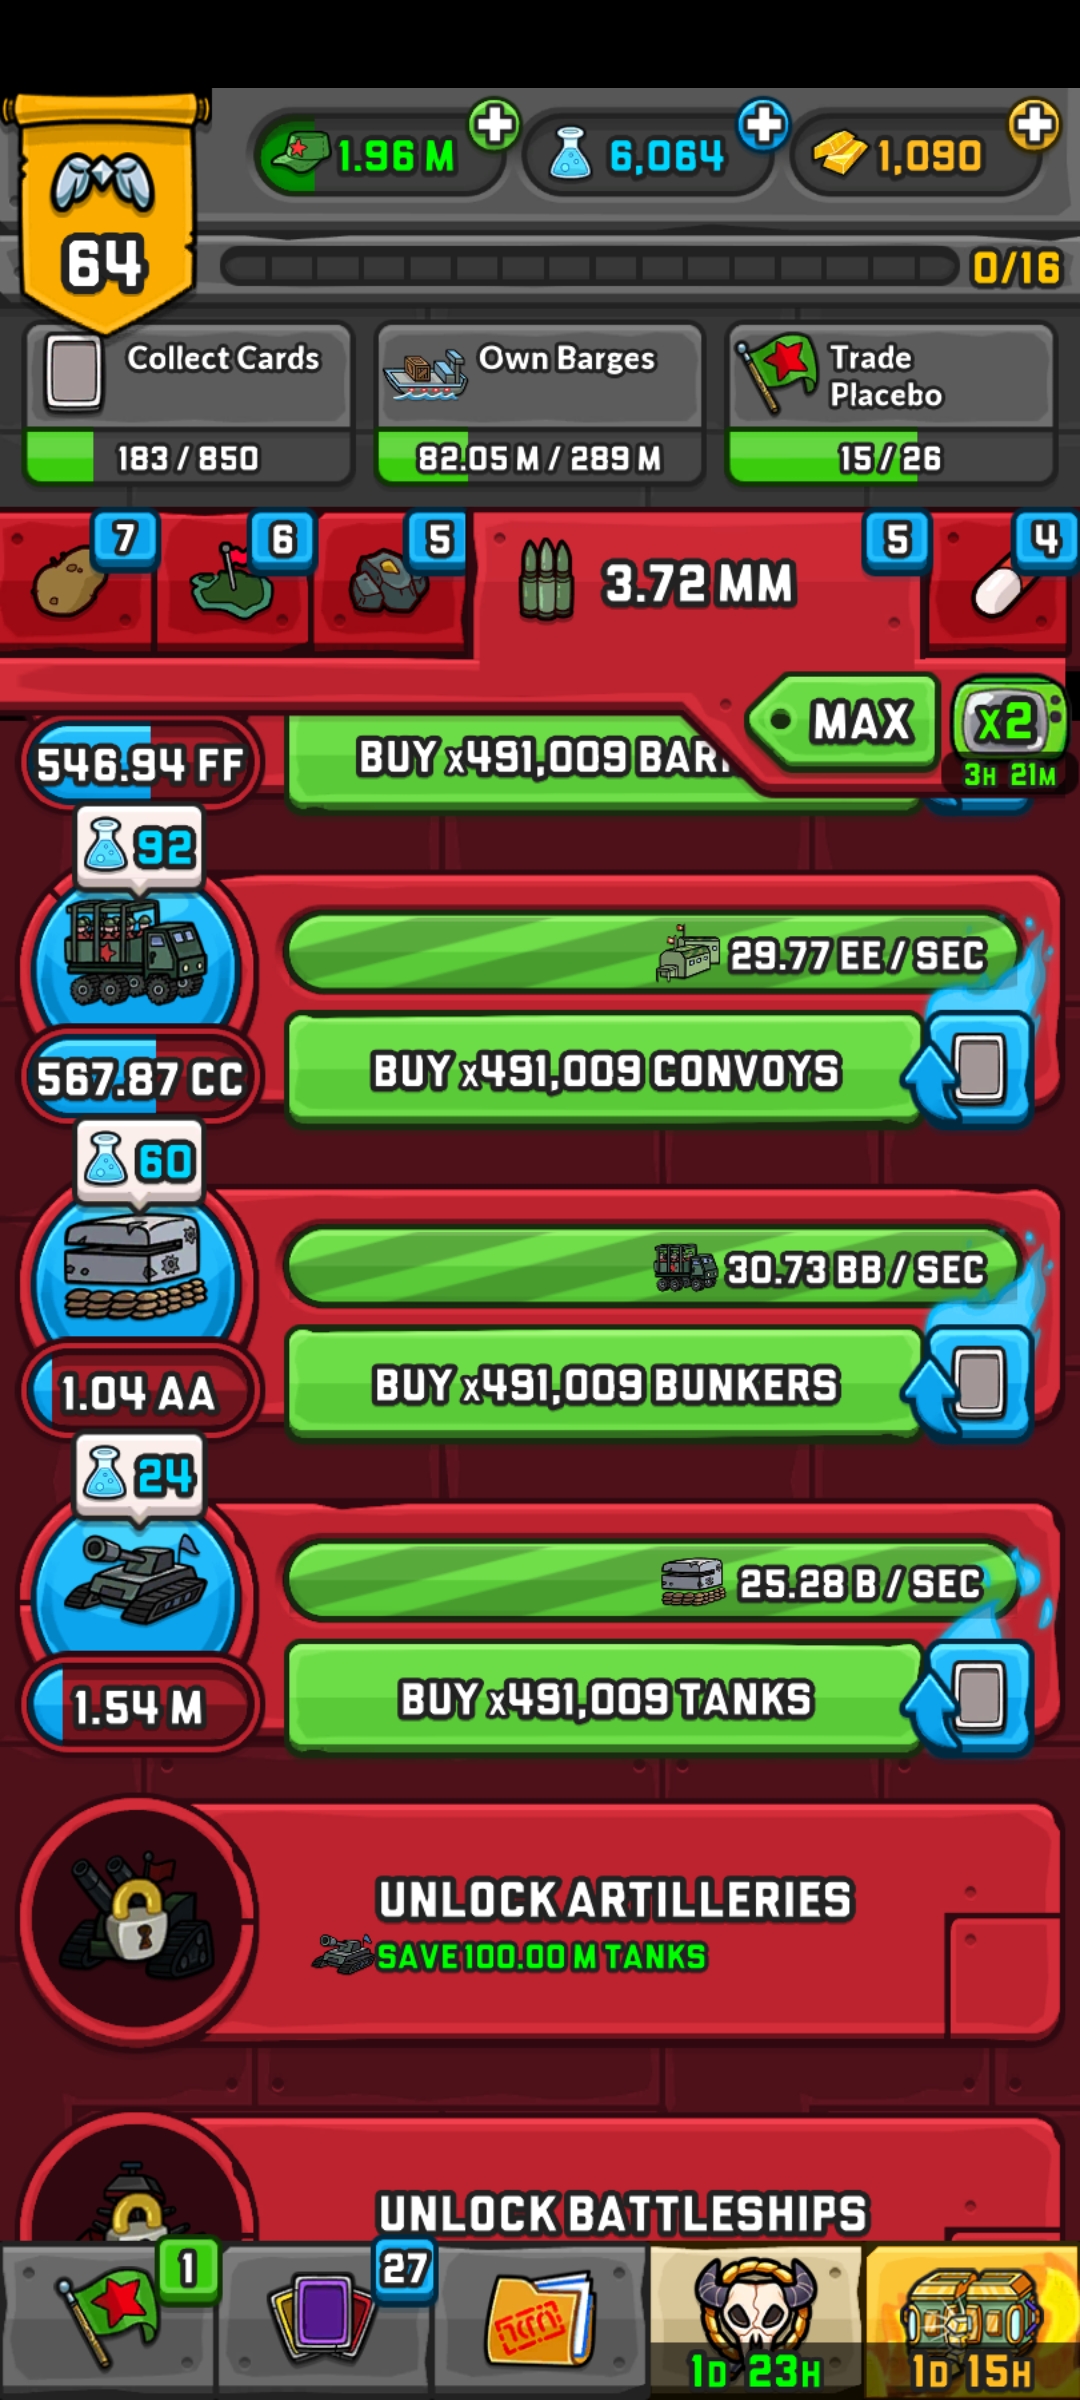 1.96 M
6,064
1,090
64
0/16
Collect Cards
183 / 850
Own Barges
82.05 M / 289 M
Trade
Placebo
15 / 26
7
6
5
3.72 MM
5
4
MAX
x2
3H 21M
546.94 FF
BUY x491,009
92
29.77 EE / SEC
567.87 CC
BUY x491,009 CONVOYS
60
30.73 BB / SEC
1.04 AA
BUY x491,009 BUNKERS
24
25.28 B / SEC
1.54 M
BUY x491,009 TANKS
UNLOCK ARTILLERIES
SAVE 100.00 M TANKS
UNLOCK BATTLESHIPS
1
27
1D 23H
1D 15H